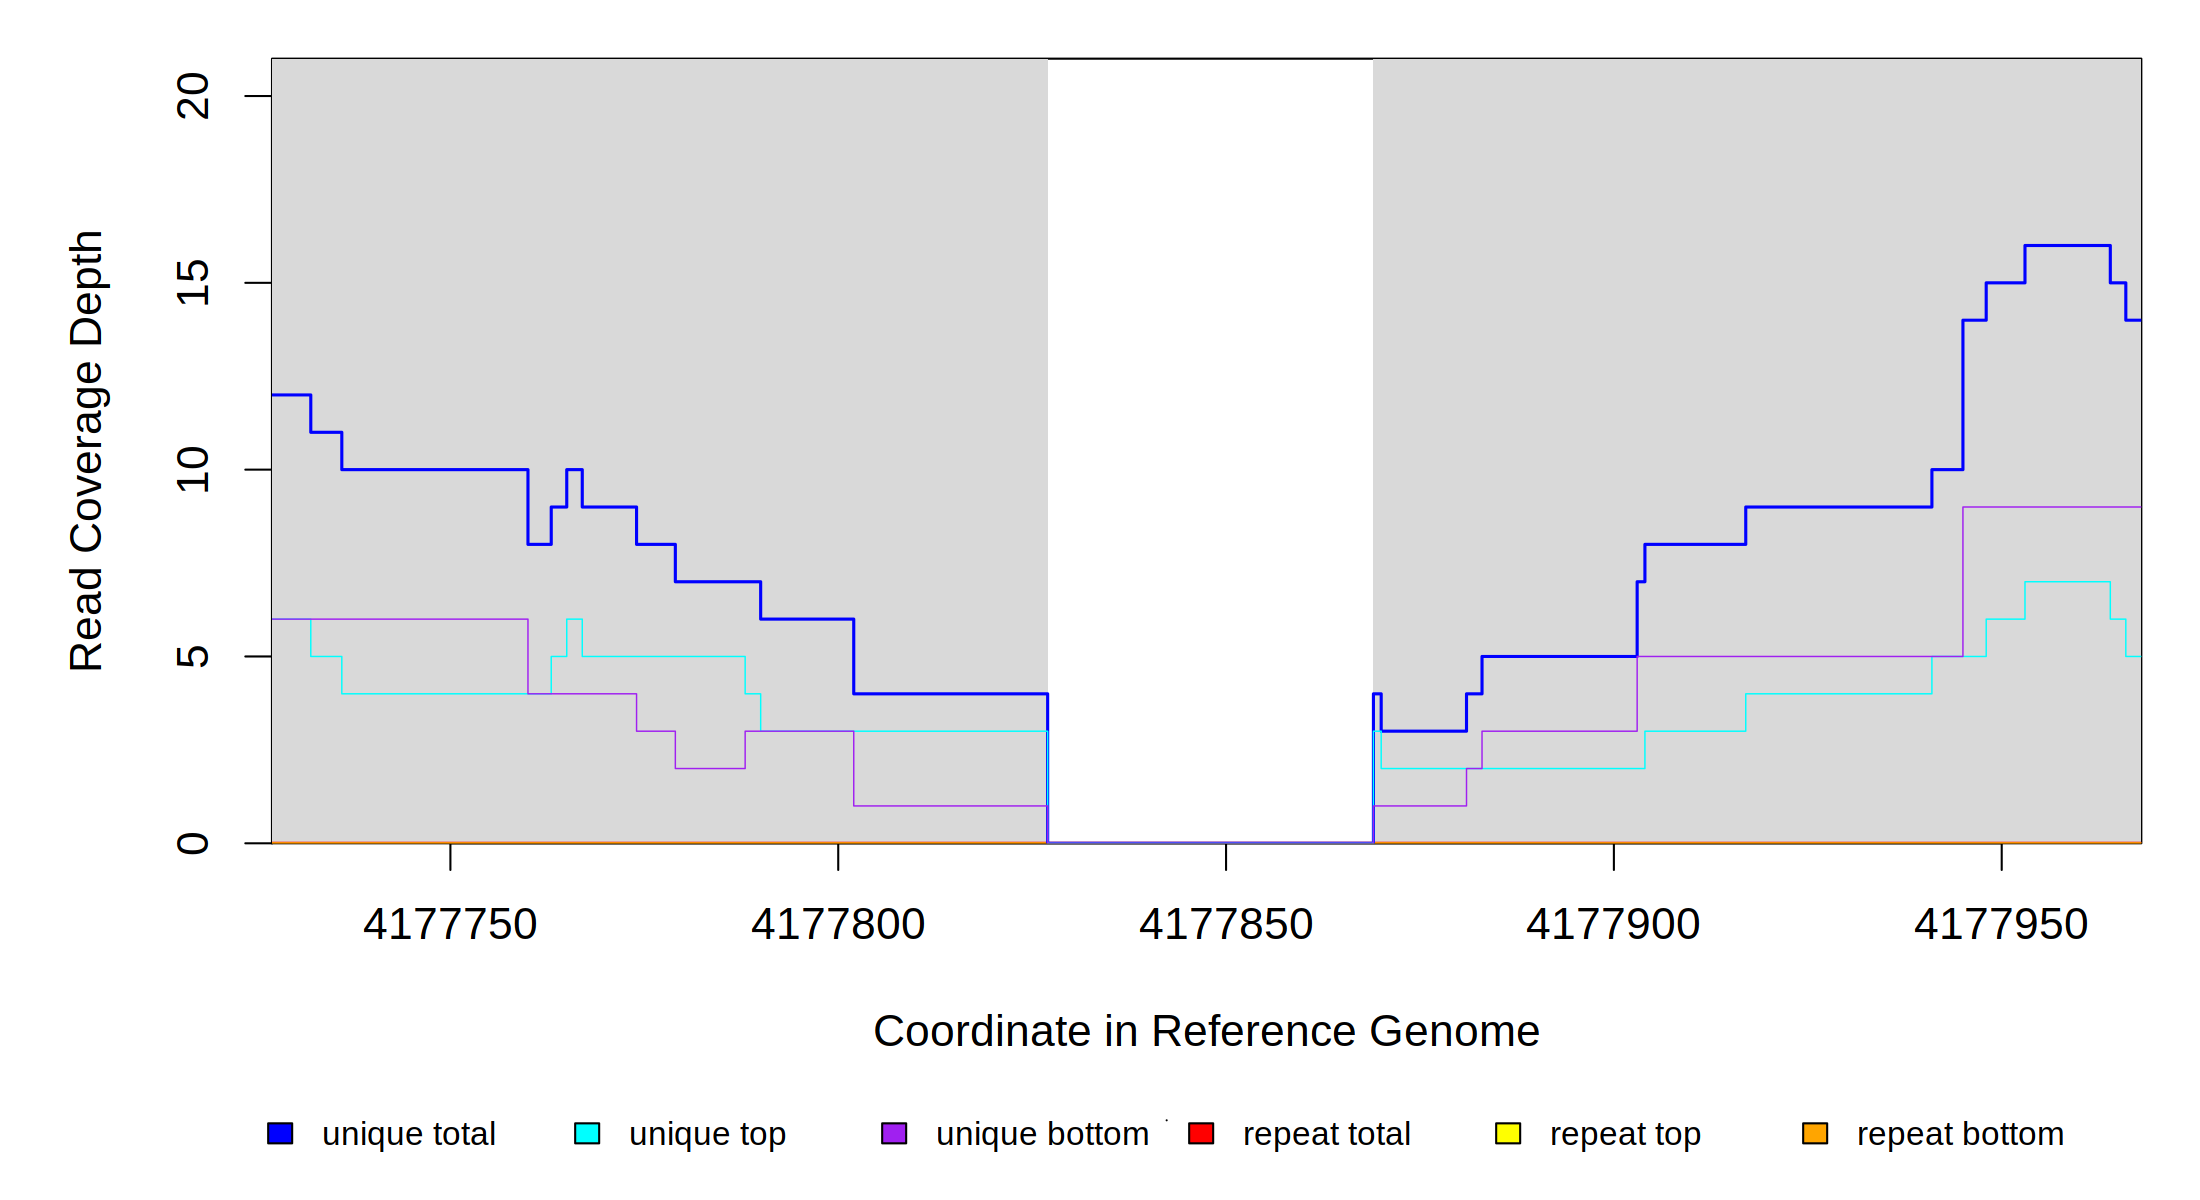 20
15
10
5
0
Read Coverage Depth
4177750 4177800 4177850 4177900 4177950
Coordinate in Reference Genome
unique total unique top unique bottom repeat total repeat top repeat bottom